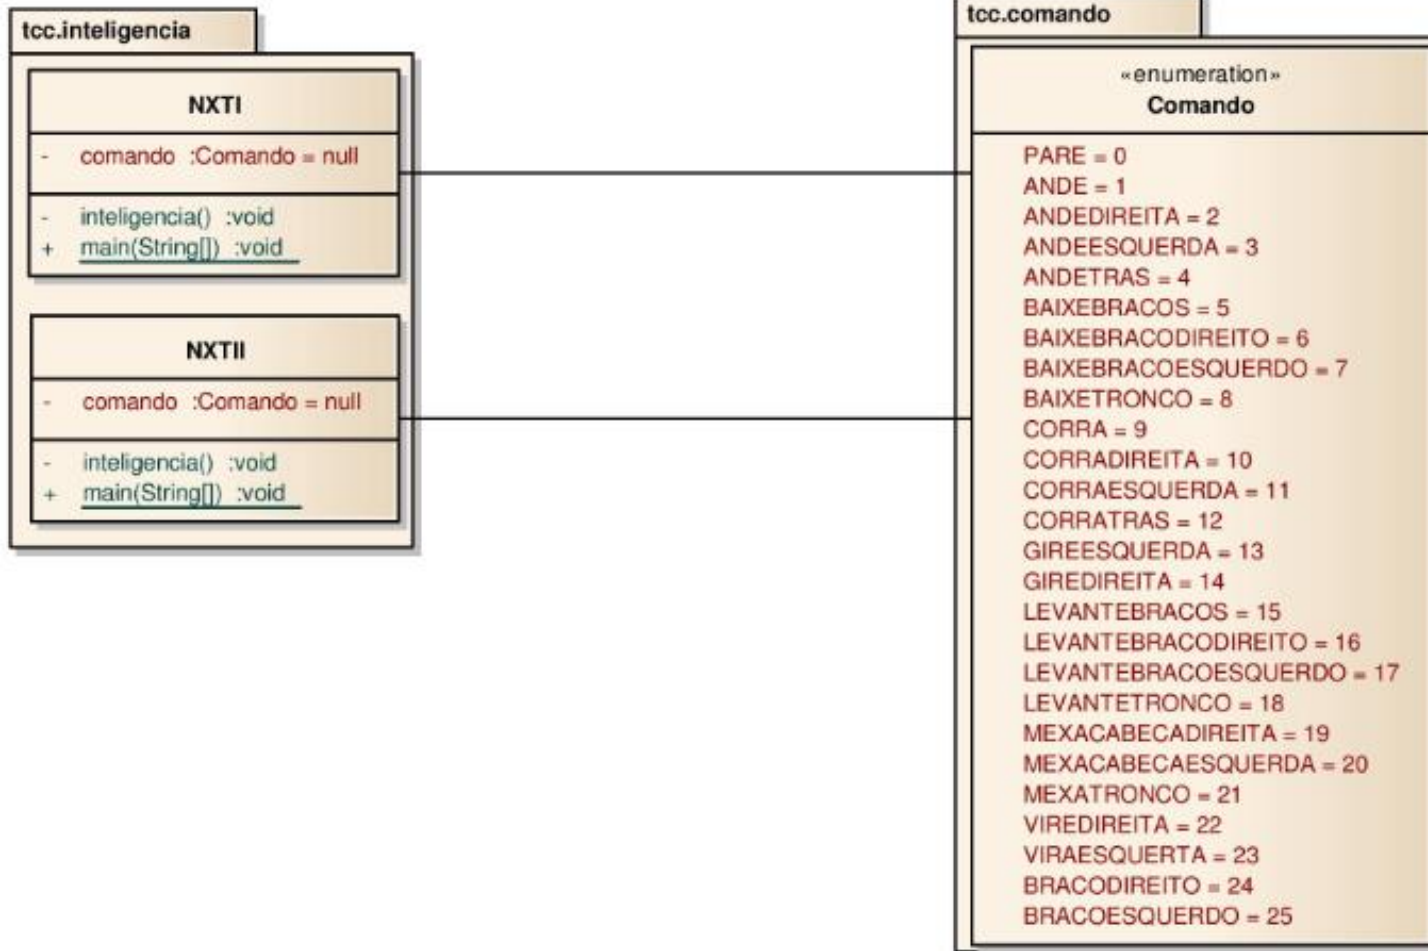 tcc.inteligencia
NXTI
- comando :Comando = null
- inteligencia() :void
+ main(String[]) :void
NXTII
- comando :Comando = null
- inteligencia() :void
+ main(String[]) :void
tcc.comando
«enumeration»
Comando
PARE = 0
ANDE = 1
ANDEDIREITA = 2
ANDEESQUERDA = 3
ANDETRAS = 4
BAIXEBRACOS = 5
BAIXEBRACODIREITO = 6
BAIXEBRACOESQUERDO = 7
BAIXETRONCO = 8
CORRA = 9
CORRADIREITA = 10
CORRAESQUERDA = 11
CORRATRAS = 12
GIREESQUERDA = 13
GIREDIREITA = 14
LEVANTEBRACOS = 15
LEVANTEBRACODIREITO = 16
LEVANTEBRACOESQUERDO = 17
LEVANTETRONCO = 18
MEXACABECADIREITA = 19
MEXACABECAESQUERDA = 20
MEXATRONCO = 21
VIREDIREITA = 22
VIRAESQUERTA = 23
BRACODIREITO = 24
BRACOESQUERDO = 25